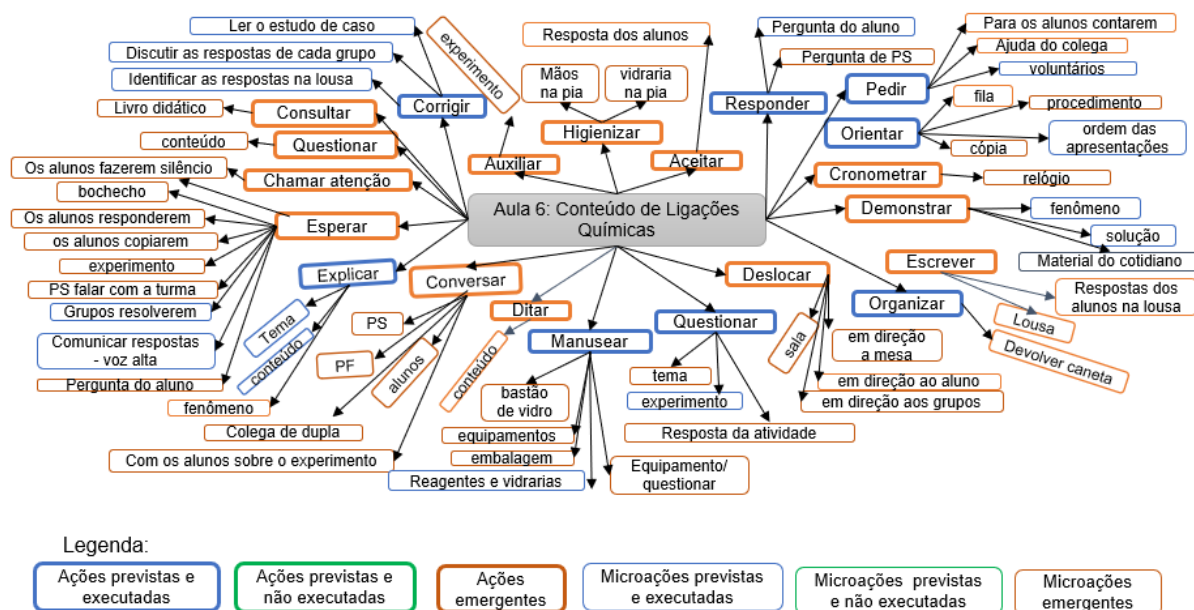 Ler o estudo de caso
Discutir as respostas de cada grupo
Identificar as respostas na lousa
Livro didático
Consultar
Corrigir
experimento
Resposta dos alunos
Mãos
na pia
vidraria
na pia
Pergunta do aluno
Pergunta de PS
Responder
Pedir
Para os alunos contarem
Ajuda do colega
voluntários
fila
procedimento
Orientar
ordem das
apresentações
cópia
conteúdo
Questionar
Auxiliar
Higienizar
Aceitar
Os alunos fazerem silêncio
Chamar atenção
Cronometrar
relógio
bochecho
Os alunos responderem
Esperar
Aula 6: Conteúdo de Ligações
Químicas
Demonstrar
fenômeno
solução
Material do cotidiano
os alunos copiarem
experimento
PS falar com a turma
Grupos resolverem
Comunicar respostas
- voz alta
Pergunta do aluno
Explicar
Tema
conteúdo
fenômeno
Conversar
PS
PF
alunos
Colega de dupla
Com os alunos sobre o experimento
Ditar
conteúdo
Manusear
bastão
de vidro
equipamentos
embalagem
Reagentes e vidrarias
Equipamento/
questionar
Questionar
tema
experimento
Resposta da atividade
Deslocar
sala
em direção
a mesa
em direção ao aluno
em direção aos grupos
Escrever
Respostas dos
alunos na lousa
Lousa
Organizar
Devolver caneta
Legenda:
Ações previstas e
executadas
Ações previstas e
não executadas
Ações
emergentes
Microações previstas
e executadas
Microações previstas
e não executadas
Microações
emergentes